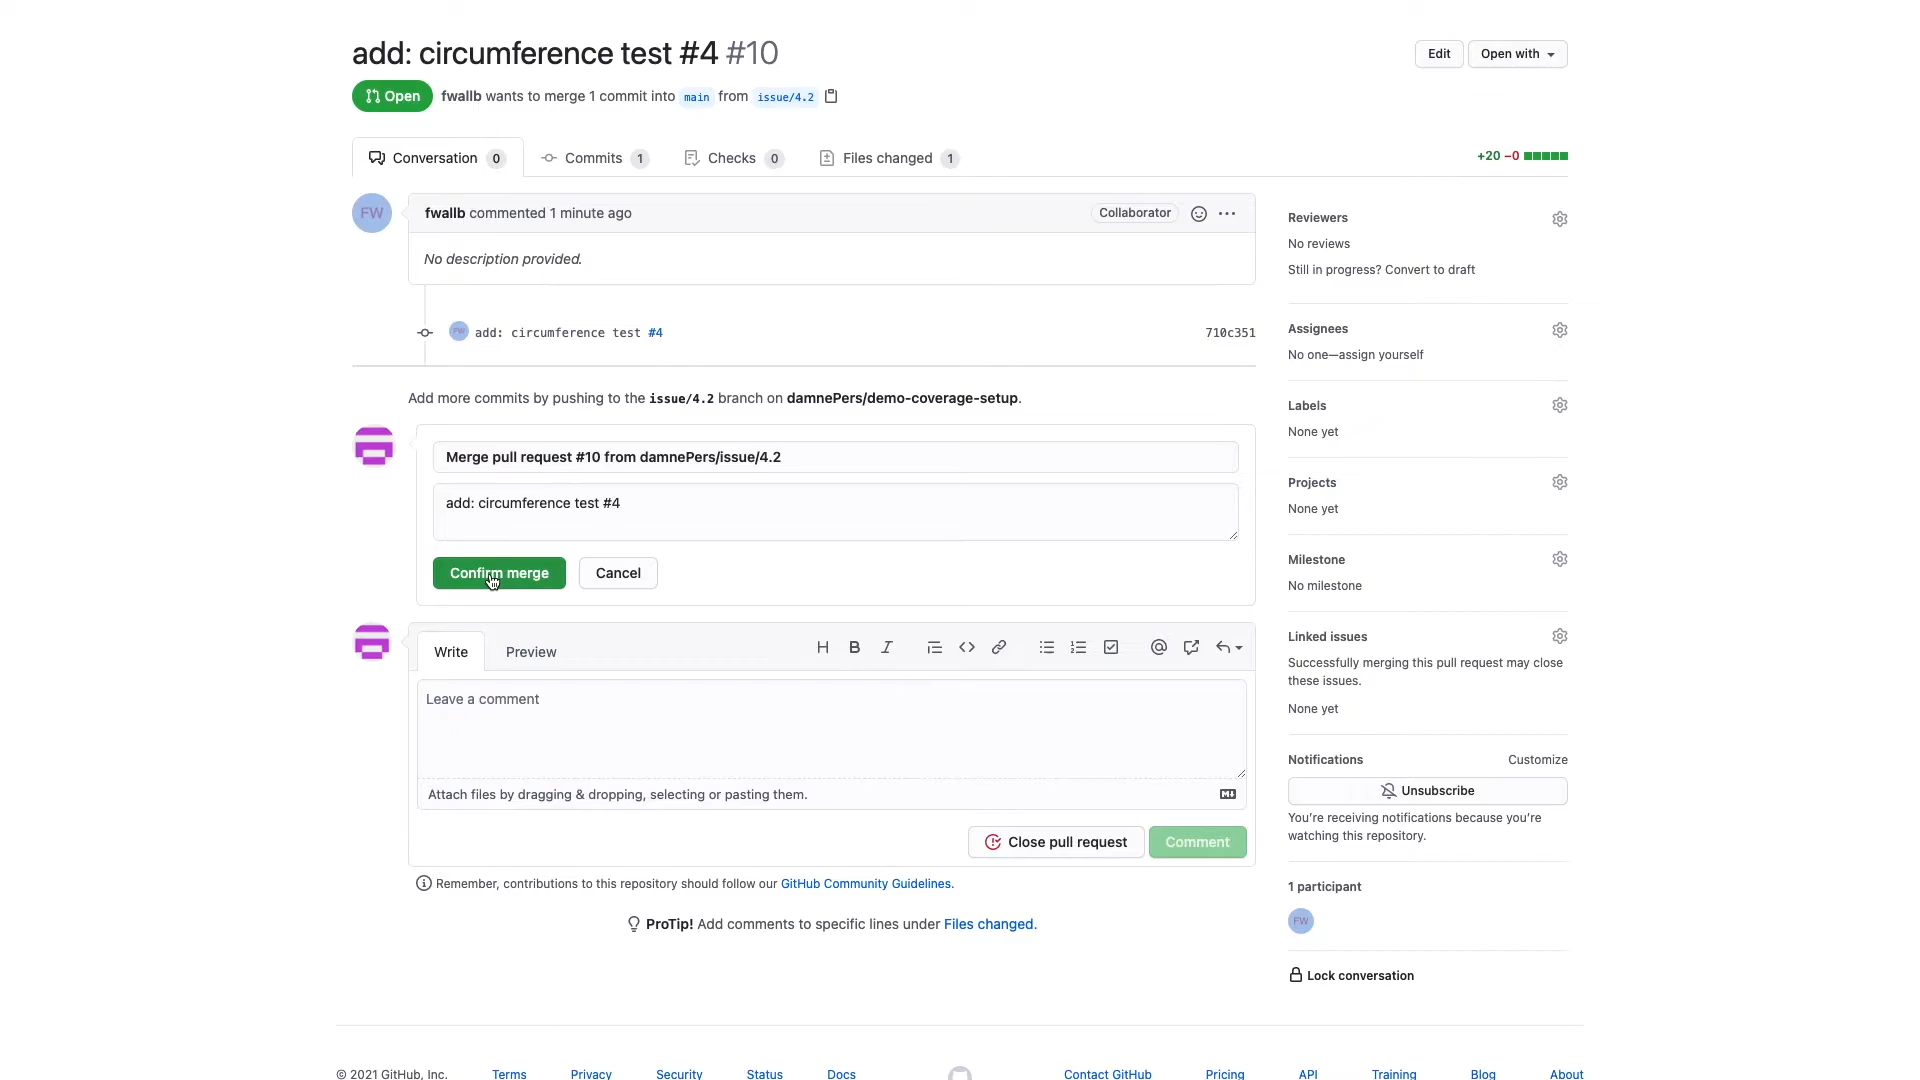 add: circumference test #4 #10
Edit
Open with
Open
fwallb wants to merge 1 commit into main from issue/4.2
Conversation 0
Commits 1
Checks 0
Files changed 1
+20 −0
FW
fwallb commented 1 minute ago
Collaborator
No description provided.
FW
add: circumference test #4
710c351
Add more commits by pushing to the issue/4.2 branch on damnePers/demo-coverage-setup.
Merge pull request #10 from damnePers/issue/4.2
add: circumference test #4
Confirm merge
Cancel
Write
Preview
H B I
Leave a comment
Attach files by dragging & dropping, selecting or pasting them.
Close pull request
Comment
Remember, contributions to this repository should follow our GitHub Community Guidelines.
ProTip! Add comments to specific lines under Files changed.
Reviewers
No reviews
Still in progress? Convert to draft
Assignees
No one—assign yourself
Labels
None yet
Projects
None yet
Milestone
No milestone
Linked issues
Successfully merging this pull request may close
these issues.
None yet
Notifications
Customize
Unsubscribe
You're receiving notifications because you're
watching this repository.
1 participant
FW
Lock conversation
© 2021 GitHub, Inc.
Terms
Privacy
Security
Status
Docs
Contact GitHub
Pricing
API
Training
Blog
About